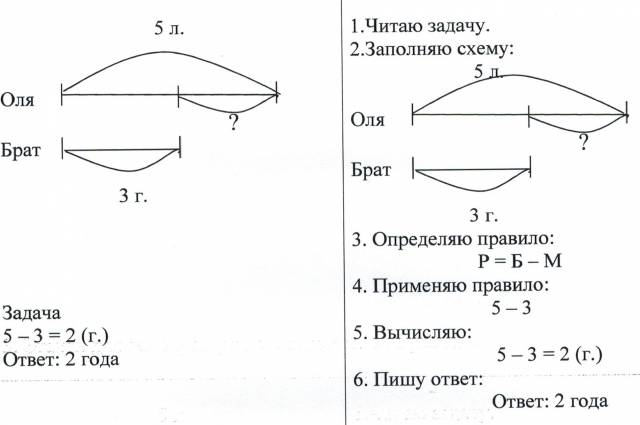 5 л.
Оля
?
Брат
3 г.
Задача
5 – 3 = 2 (г.)
Ответ: 2 года
1.Читаю задачу.
2.Заполняю схему:
5 л.
Оля
?
Брат
3 г.
3. Определяю правило:
Р = Б – М
4. Применяю правило:
5 – 3
5. Вычисляю:
5 – 3 = 2 (г.)
6. Пишу ответ:
Ответ: 2 года